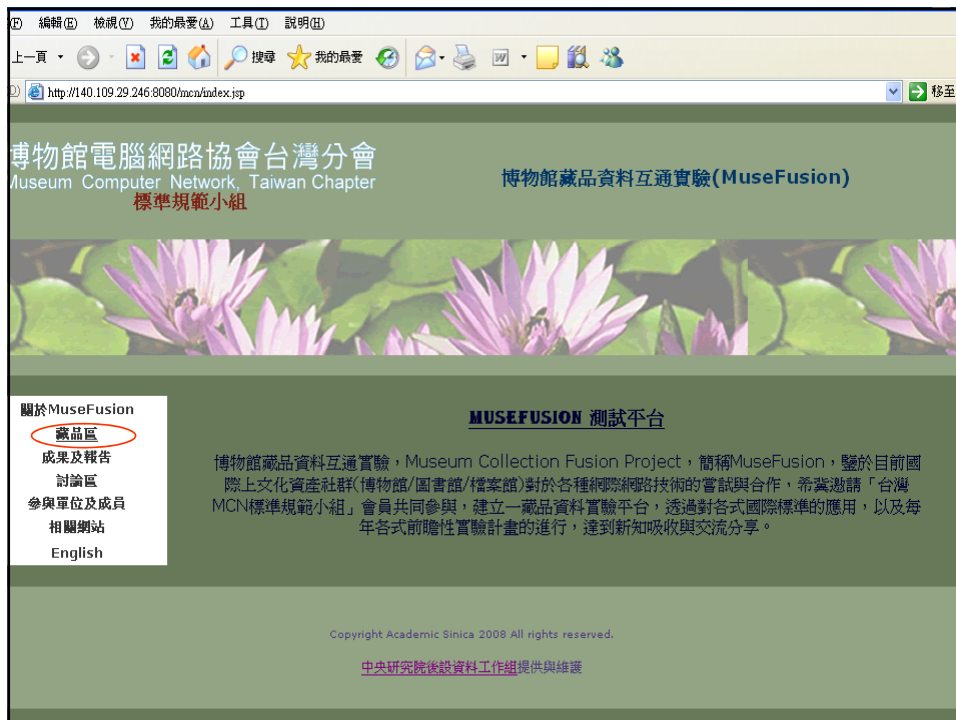 F) 編輯(E) 檢視(V) 我的最愛(A) 工具(T) 說明(H)
上一頁 搜尋 我的最愛
D) http://140.109.29.246:8080/mcn/index.jsp 移至
博物館電腦網路協會台灣分會
Museum Computer Network, Taiwan Chapter
標準規範小組
博物館藏品資料互通實驗(MuseFusion)
關於MuseFusion
藏品區
成果及報告
討論區
參與單位及成員
相關網站
English
MUSEFUSION 測試平台
博物館藏品資料互通實驗，Museum Collection Fusion Project，簡稱MuseFusion，鑒於目前國
際上文化資產社群(博物館/圖書館/檔案館)對於各種網際網路技術的嘗試與合作，希冀邀請「台灣
MCN標準規範小組」會員共同參與，建立一藏品資料實驗平台，透過對各式國際標準的應用，以及每
年各式前瞻性實驗計畫的進行，達到新知吸收與交流分享。
Copyright Academic Sinica 2008 All rights reserved.
中央研究院後設資料工作組提供與維護